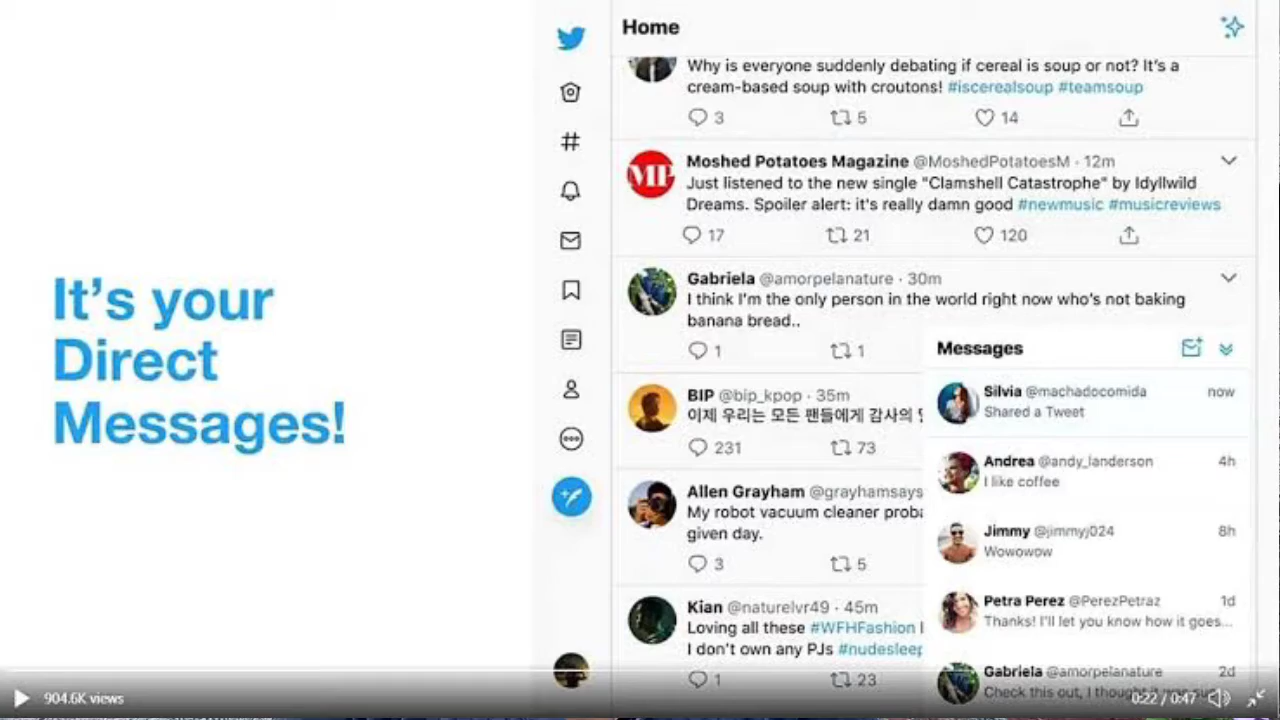 It's your
Direct
Messages!
Home
Why is everyone suddenly debating if cereal is soup or not? It's a
cream-based soup with croutons! #iscerealsoup #teamsoup
3 5 14
MP
Moshed Potatoes Magazine @MoshedPotatoesM · 12m
Just listened to the new single "Clamshell Catastrophe" by Idyllwild
Dreams. Spoiler alert: it's really damn good #newmusic #musicreviews
17 21 120
Gabriela @amorpelanature · 30m
I think I'm the only person in the world right now who's not baking
banana bread..
1 1
BIP @bip_kpop · 35m
이제 우리는 모든 팬들에게 감사의
231 73
Allen Grayham @grayhamsays
My robot vacuum cleaner proba
given day.
3 5
Kian @naturelvr49 · 45m
Loving all these #WFHFashion
I don't own any PJs #nudesleep
1 23
Messages
Silvia @machadocomida now
Shared a Tweet
Andrea @andy_landerson 4h
I like coffee
Jimmy @jimmyj024 8h
Wowowow
Petra Perez @PerezPetraz 1d
Thanks! I'll let you know how it goes...
Gabriela @amorpelanature 2d
Check this out, I thought it was
904.6K views
0:22 / 0:47